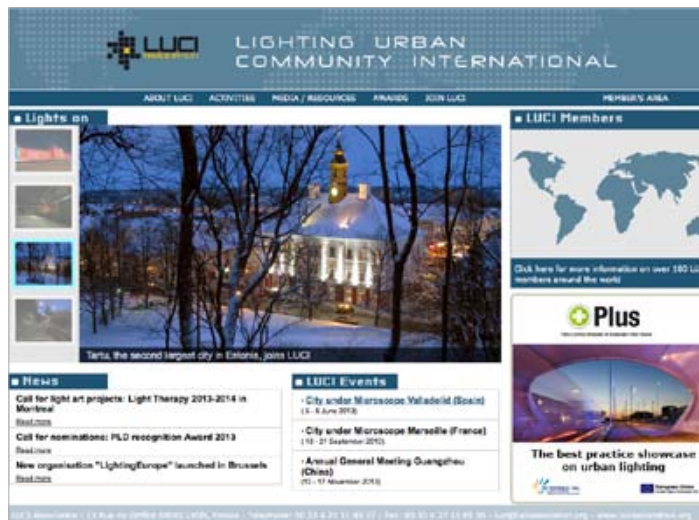 LUCI
LIGHTING URBAN
COMMUNITY INTERNATIONAL
ABOUT LUCI ACTIVITIES MEDIA / RESOURCES AWARDS JOIN LUCI MEMBER'S AREA
Lights on
Tartu, the second largest city in Estonia, joins LUCI
LUCI Members
Click here for more information on over 100
members around the world
Plus
The best practice showcase
on urban lighting
European Union
News
Call for light art projects: Light Therapy 2013-2014 in
Montreal
Read more
Call for nominations: PLD recognition Award 2013
Read more
New organisation "LightingEurope" launched in Brussels
Read more
LUCI Events
City under Microscope Valladolid (Spain)
June 2013)
City under Microscope Marseille (France)
September 2013)
Annual General Meeting Guangzhou
(China)
November 2013)